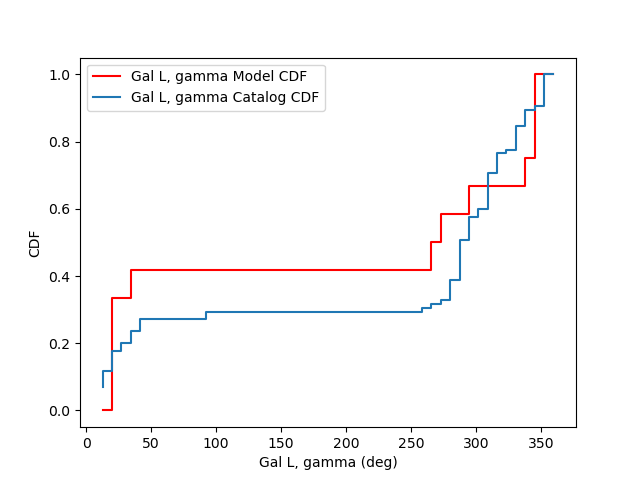 Gal L, gamma Model CDF
Gal L, gamma Catalog CDF
1.0
0.8
0.6
0.4
0.2
0.0
CDF
0 50 100 150 200 250 300 350
Gal L, gamma (deg)